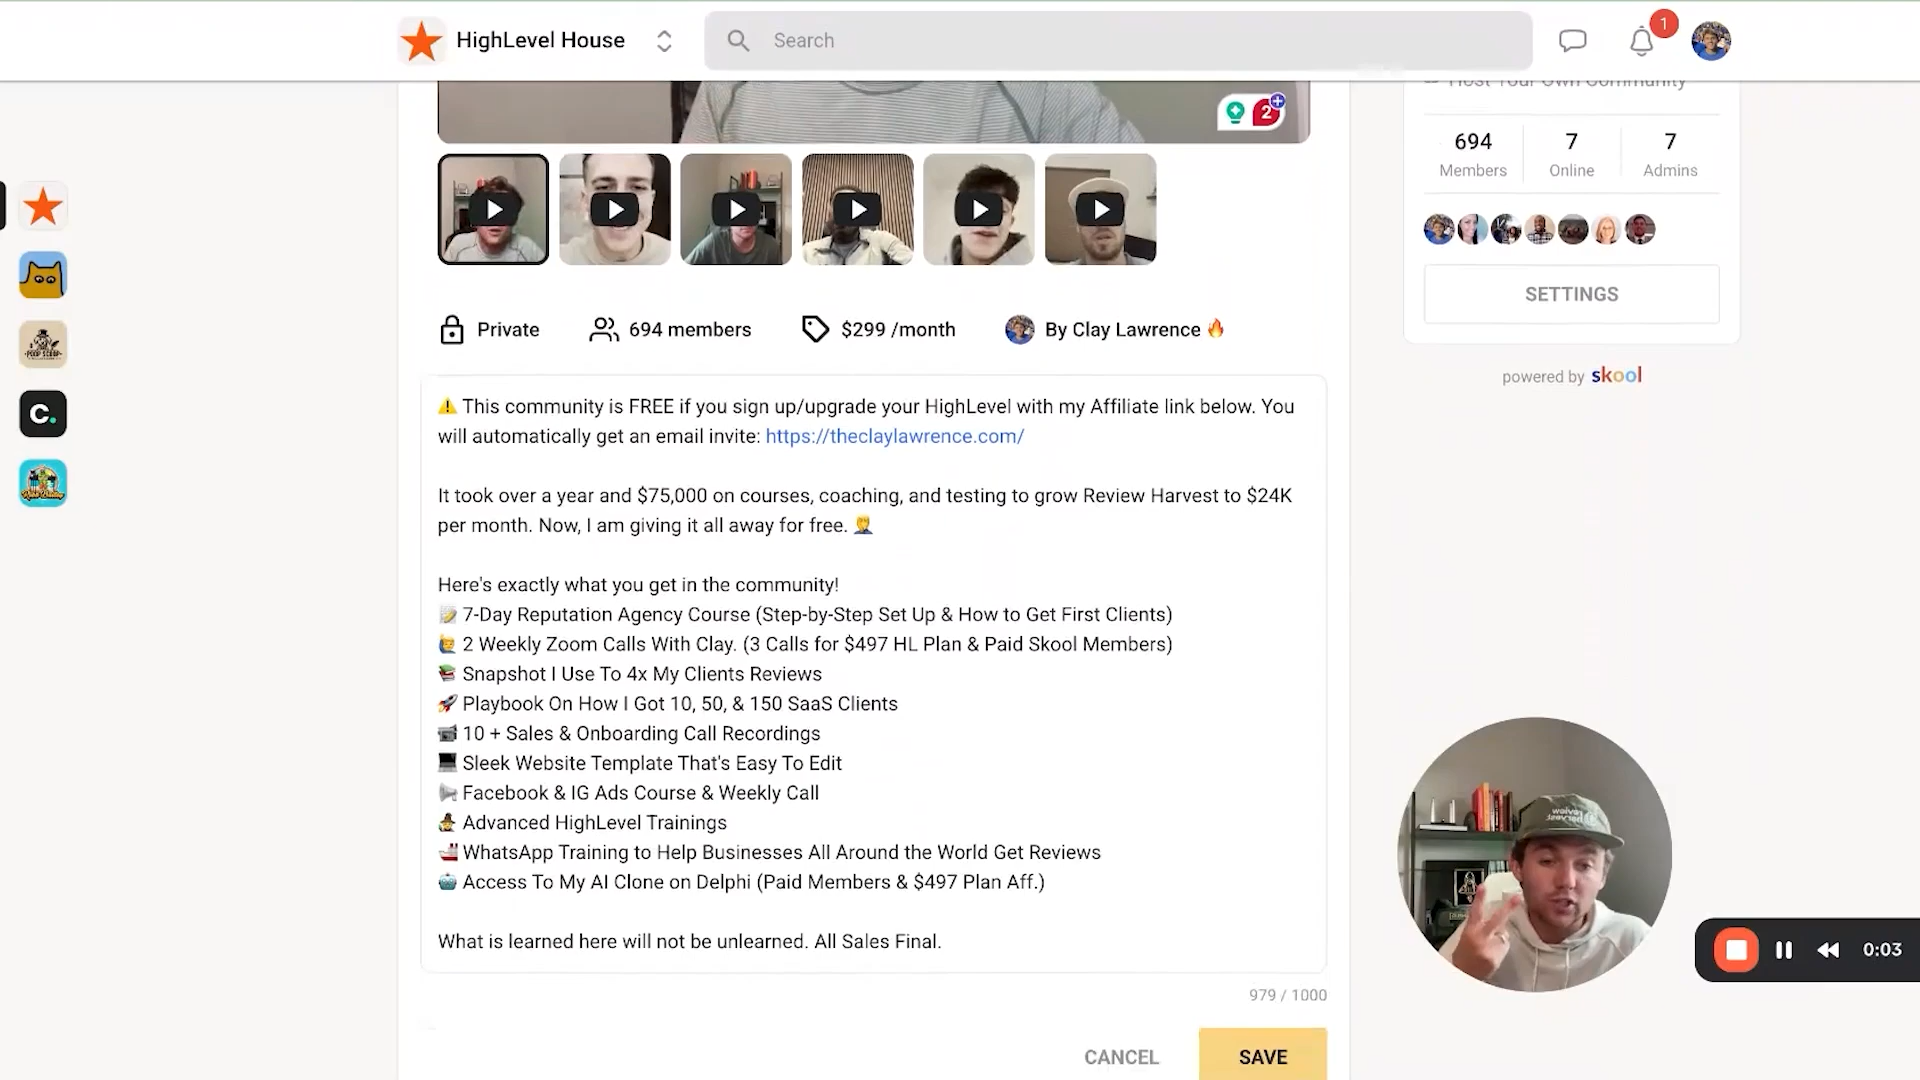 HighLevel House
Search
1
Host Your Own Community
2
694
Members
7
Online
7
Admins
SETTINGS
powered by skool
Private
694 members
$299 /month
By Clay Lawrence 🔥
⚠️ This community is FREE if you sign up/upgrade your HighLevel with my Affiliate link below. You
will automatically get an email invite: https://theclaylawrence.com/
It took over a year and $75,000 on courses, coaching, and testing to grow Review Harvest to $24K
per month. Now, I am giving it all away for free. 🤦
Here's exactly what you get in the community!
📝 7-Day Reputation Agency Course (Step-by-Step Set Up & How to Get First Clients)
🙋 2 Weekly Zoom Calls With Clay. (3 Calls for $497 HL Plan & Paid Skool Members)
📚 Snapshot I Use To 4x My Clients Reviews
🚀 Playbook On How I Got 10, 50, & 150 SaaS Clients
📹 10 + Sales & Onboarding Call Recordings
💻 Sleek Website Template That's Easy To Edit
📢 Facebook & IG Ads Course & Weekly Call
Advanced HighLevel Trainings
🚢 WhatsApp Training to Help Businesses All Around the World Get Reviews
🤖 Access To My AI Clone on Delphi (Paid Members & $497 Plan Aff.)
What is learned here will not be unlearned. All Sales Final.
979 / 1000
CANCEL
SAVE
C.
POOP SCOOP
review
harvest
0:03